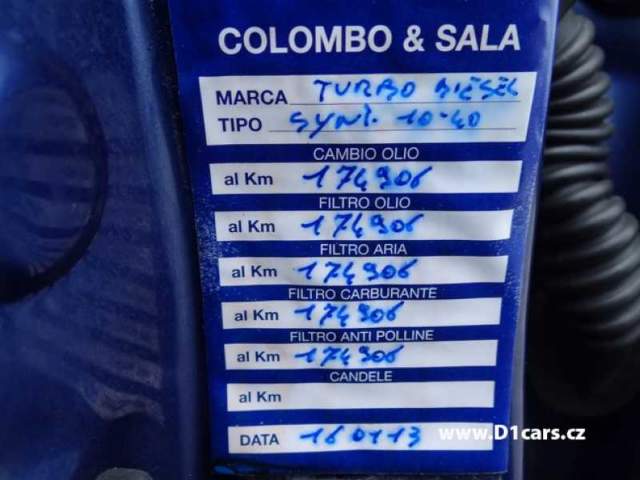 COLOMBO & SALA
MARCA TURBO DIESEL
TIPO SYNT. 10-40
CAMBIO OLIO
al Km 174906
FILTRO OLIO
al Km 174906
FILTRO ARIA
al Km 174906
FILTRO CARBURANTE
al Km 174906
FILTRO ANTI POLLINE
al Km 174906
CANDELE
al Km
DATA 160113
www.D1cars.cz